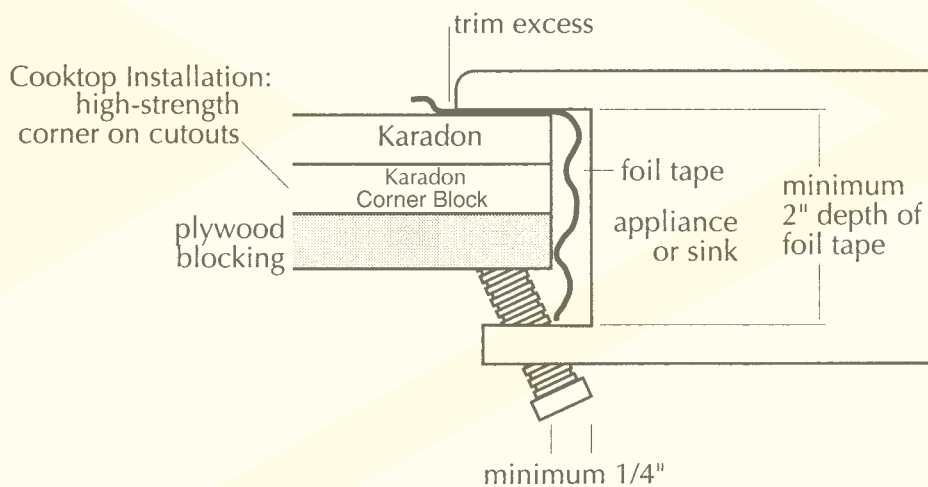 trim excess
Cooktop Installation:
high-strength
corner on cutouts
Karadon
Karadon
Corner Block
plywood
blocking
foil tape
appliance
or sink
minimum
2" depth of
foil tape
minimum 1/4"